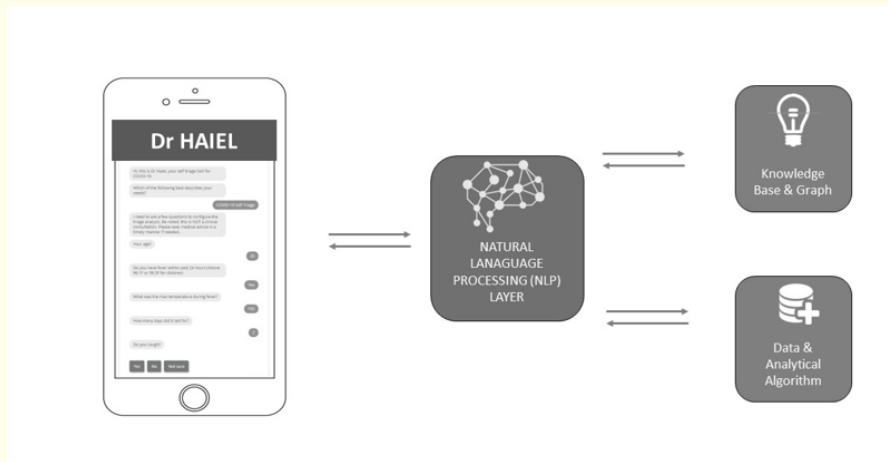 Dr HAIEL
Hi, this is Dr Haiel, your self triage bot for
COVID-19.
Which of the following best describes your
needs?
COVID-19 Self Triage
I need to ask a few questions to configure the
triage analysis. Be noted, this is NOT a clinical
consultation. Please seek medical advice in a
timely manner if needed.
Your age?
Do you have fever within past 24 hours (Above
Yes
What was the max temperature during fever?
How many days did it last for?
Do you cough?
Yes
No
Not sure
NATURAL
LANAGUAGE
PROCESSING (NLP)
LAYER
Knowledge
Base & Graph
Data &
Analytical
Algorithm